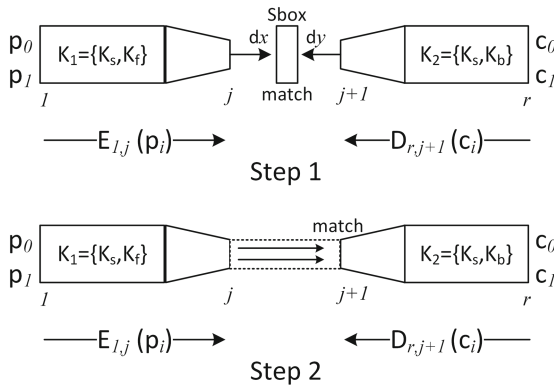 Sbox
p0 K1={Ks,Kf} dx dy K2={Ks,Kb} c0
p1 match c1
1 j j+1 r
E1,j (pi) Dr,j+1 (ci)
Step 1
match
p0 K1={Ks,Kf} K2={Ks,Kb} c0
p1 c1
1 j j+1 r
E1,j (pi) Dr,j+1 (ci)
Step 2